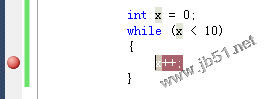 int x = 0;
while (x < 10)
{
++;
}
www.jb51.net